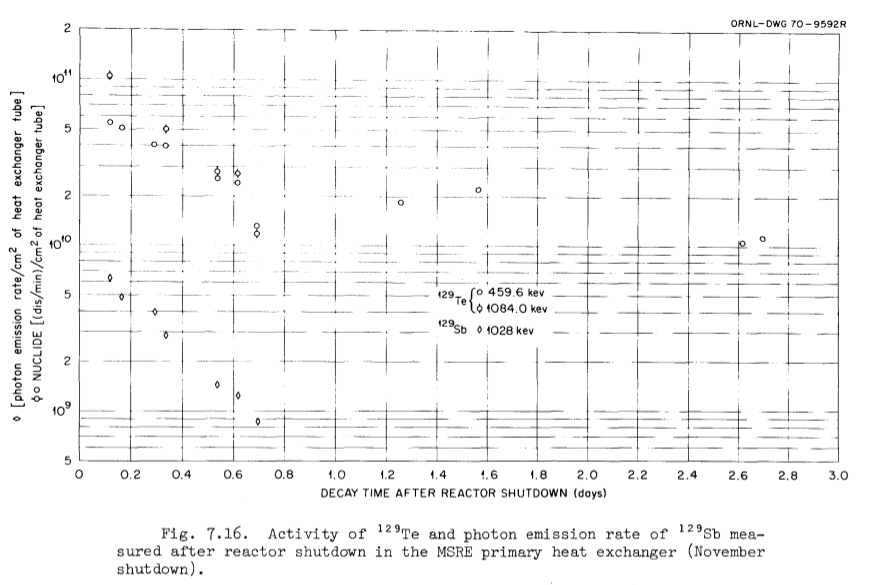 ORNL-DWG 70-9592R
2
10¹¹
5
2
10¹⁰
5
2
10⁹
5
◊ [photon emission rate/cm² of heat exchanger tube]
ϕ o NUCLIDE [(dis/min)/cm² of heat exchanger tube]
¹²⁹Te { o 459.6 kev
ϕ 1084.0 kev
¹²⁹Sb ◊ 1028 kev
0 0.2 0.4 0.6 0.8 1.0 1.2 1.4 1.6 1.8 2.0 2.2 2.4 2.6 2.8 3.0
DECAY TIME AFTER REACTOR SHUTDOWN (days)
Fig. 7.16. Activity of ¹²⁹Te and photon emission rate of ¹²⁹Sb mea-
sured after reactor shutdown in the MSRE primary heat exchanger (November
shutdown).